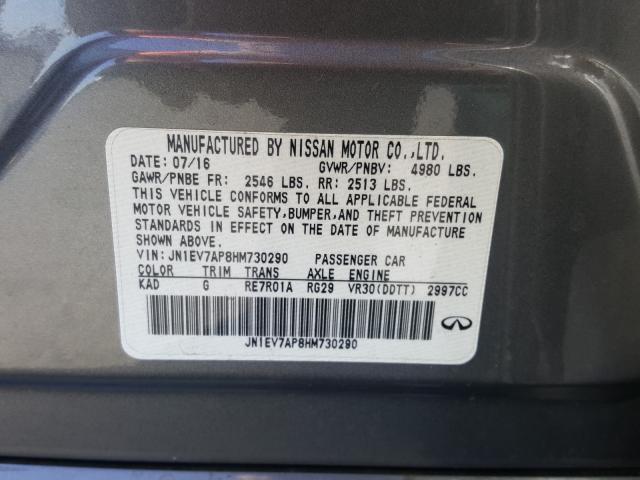 MANUFACTURED BY NISSAN MOTOR CO.,LTD.
DATE: 07/16 GVWR/PNBV: 4980 LBS.
GAWR/PNBE FR: 2546 LBS. RR: 2513 LBS.
THIS VEHICLE CONFORMS TO ALL APPLICABLE FEDERAL
MOTOR VEHICLE SAFETY,BUMPER,AND THEFT PREVENTION
STANDARDS IN EFFECT ON THE DATE OF MANUFACTURE
SHOWN ABOVE.
VIN: JN1EV7AP8HM730290 PASSENGER CAR
COLOR TRIM TRANS AXLE ENGINE
KAD G RE7R01A RG29 VR30(DDTT) 2997CC
JN1EV7AP8HM730290